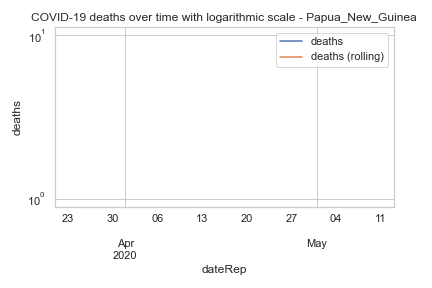 COVID-19 deaths over time with logarithmic scale - Papua_New_Guinea
deaths
deaths (rolling)
deaths
10¹
10⁰
23 30 06 13 20 27 04 11
Apr May
2020
dateRep